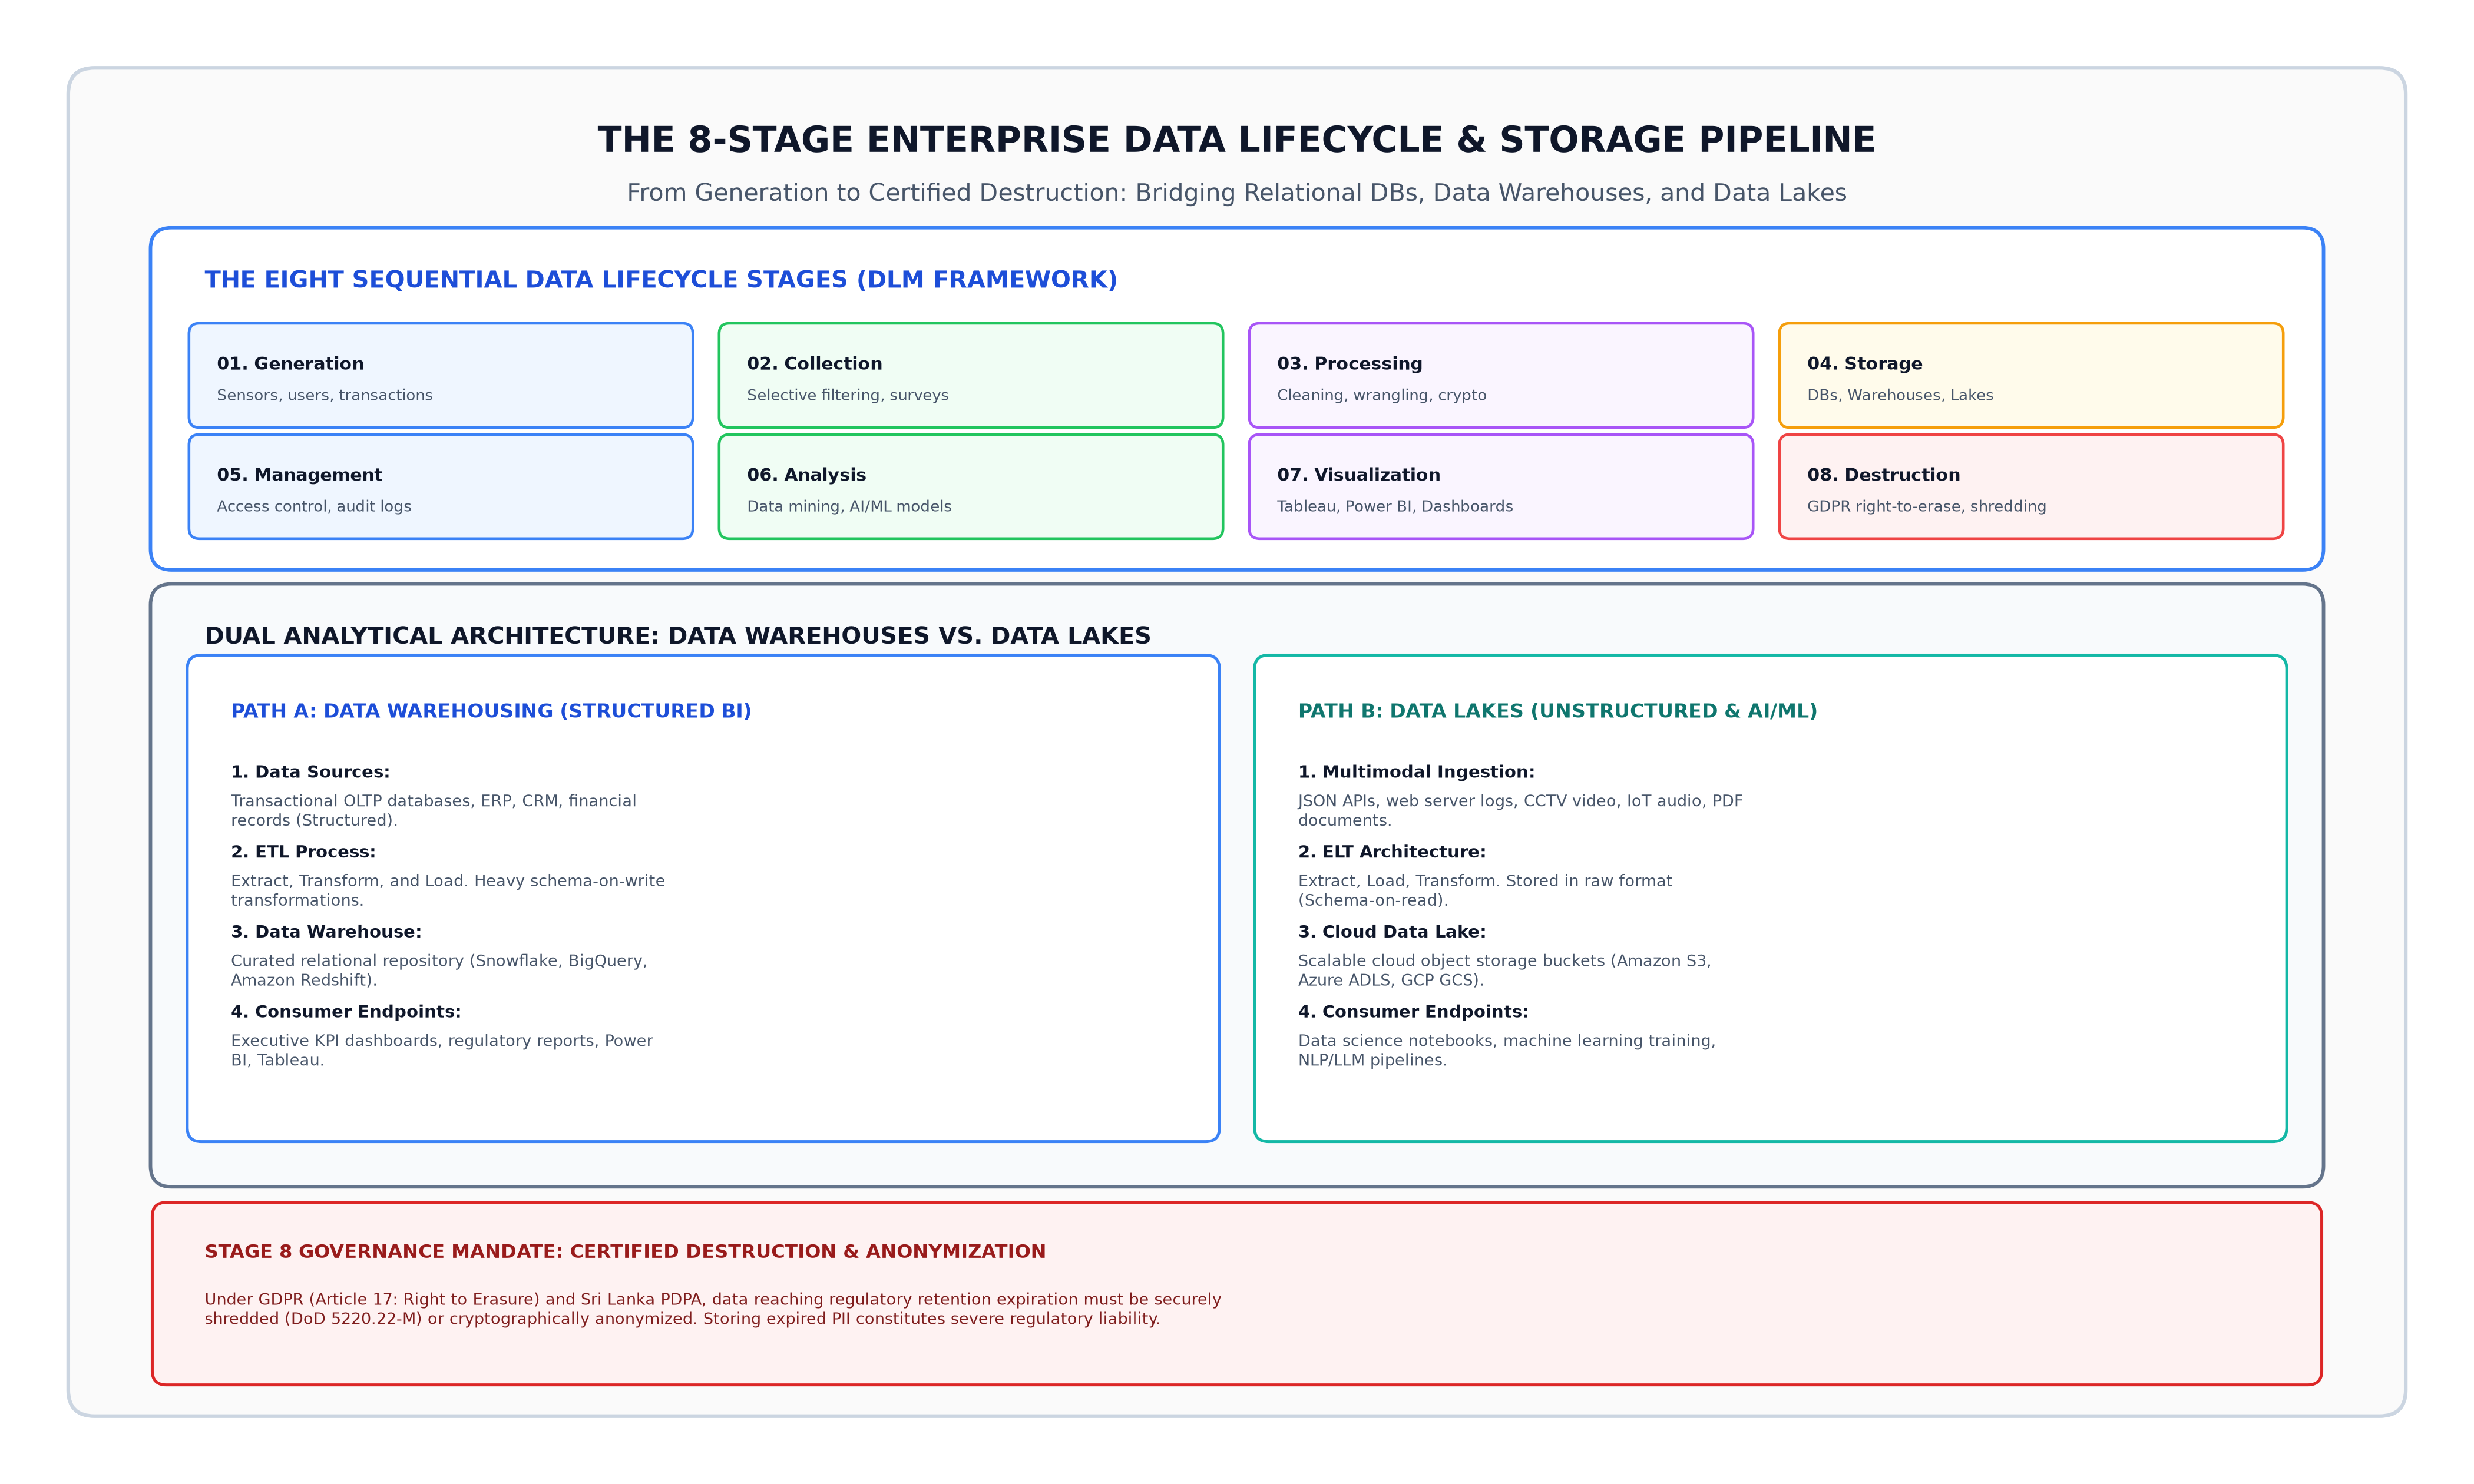 THE 8-STAGE ENTERPRISE DATA LIFECYCLE & STORAGE PIPELINE
From Generation to Certified Destruction: Bridging Relational DBs, Data Warehouses, and Data Lakes
THE EIGHT SEQUENTIAL DATA LIFECYCLE STAGES (DLM FRAMEWORK)
01. Generation
Sensors, users, transactions
02. Collection
Selective filtering, surveys
03. Processing
Cleaning, wrangling, crypto
04. Storage
DBs, Warehouses, Lakes
05. Management
Access control, audit logs
06. Analysis
Data mining, AI/ML models
07. Visualization
Tableau, Power BI, Dashboards
08. Destruction
GDPR right-to-erase, shredding
DUAL ANALYTICAL ARCHITECTURE: DATA WAREHOUSES VS. DATA LAKES
PATH A: DATA WAREHOUSING (STRUCTURED BI)
1. Data Sources:
Transactional OLTP databases, ERP, CRM, financial
records (Structured).
2. ETL Process:
Extract, Transform, and Load. Heavy schema-on-write
transformations.
3. Data Warehouse:
Curated relational repository (Snowflake, BigQuery,
Amazon Redshift).
4. Consumer Endpoints:
Executive KPI dashboards, regulatory reports, Power
BI, Tableau.
PATH B: DATA LAKES (UNSTRUCTURED & AI/ML)
1. Multimodal Ingestion:
JSON APIs, web server logs, CCTV video, IoT audio, PDF
documents.
2. ELT Architecture:
Extract, Load, Transform. Stored in raw format
(Schema-on-read).
3. Cloud Data Lake:
Scalable cloud object storage buckets (Amazon S3,
Azure ADLS, GCP GCS).
4. Consumer Endpoints:
Data science notebooks, machine learning training,
NLP/LLM pipelines.
STAGE 8 GOVERNANCE MANDATE: CERTIFIED DESTRUCTION & ANONYMIZATION
Under GDPR (Article 17: Right to Erasure) and Sri Lanka PDPA, data reaching regulatory retention expiration must be securely
shredded (DoD 5220.22-M) or cryptographically anonymized. Storing expired PII constitutes severe regulatory liability.